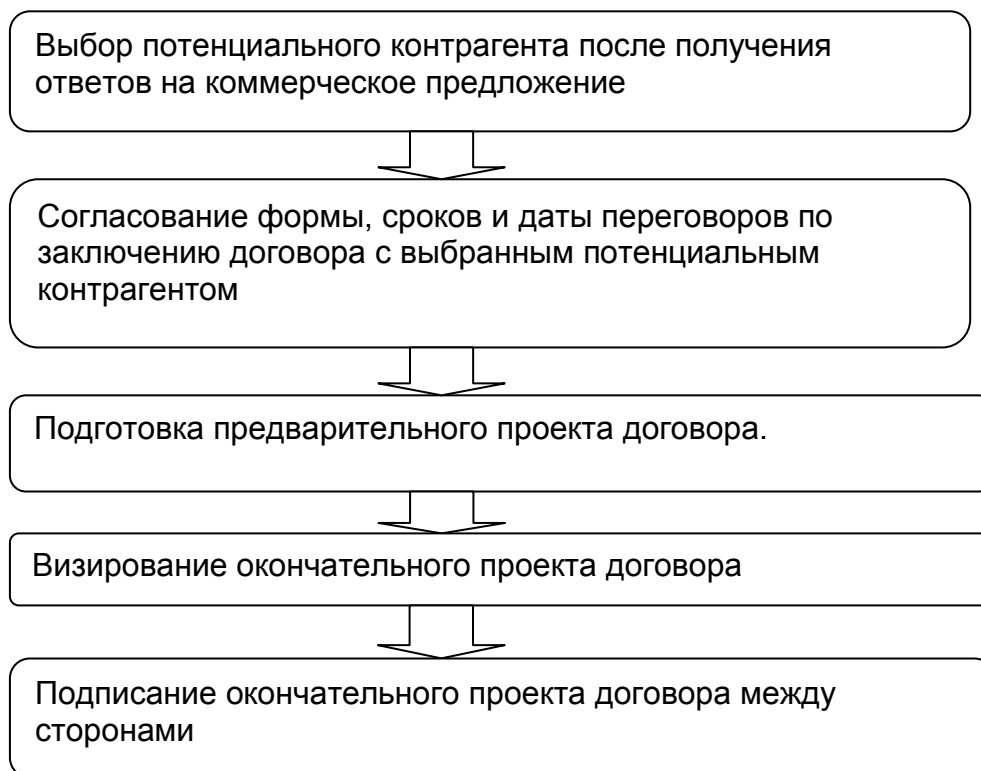 Выбор потенциального контрагента после получения
ответов на коммерческое предложение
Согласование формы, сроков и даты переговоров по
заключению договора с выбранным потенциальным
контрагентом
Подготовка предварительного проекта договора.
Визирование окончательного проекта договора
Подписание окончательного проекта договора между
сторонами